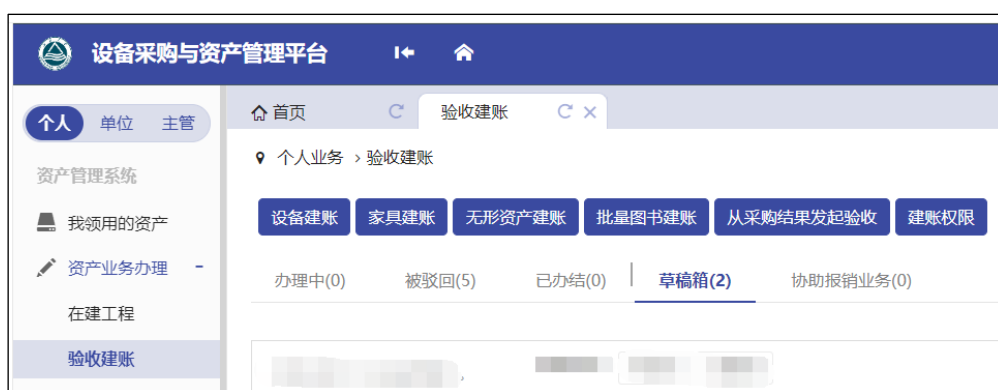 设备采购与资产管理平台
个人 单位 主管
首页 验收建账
个人业务 > 验收建账
资产管理系统
设备建账 家具建账 无形资产建账 批量图书建账 从采购结果发起验收 建账权限
我领用的资产
资产业务办理 -
办理中(0) 被驳回(5) 已办结(0) 草稿箱(2) 协助报销业务(0)
在建工程
验收建账